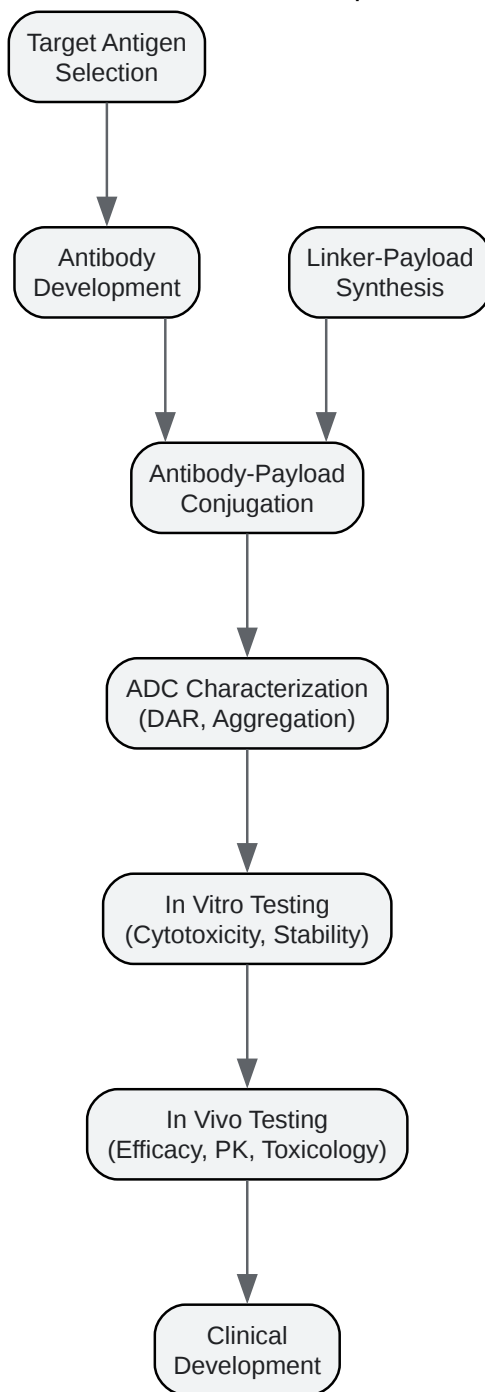 Target Antigen
Selection
Antibody
Development
Linker-Payload
Synthesis
Antibody-Payload
Conjugation
ADC Characterization
(DAR, Aggregation)
In Vitro Testing
(Cytotoxicity, Stability)
In Vivo Testing
(Efficacy, PK, Toxicology)
Clinical
Development